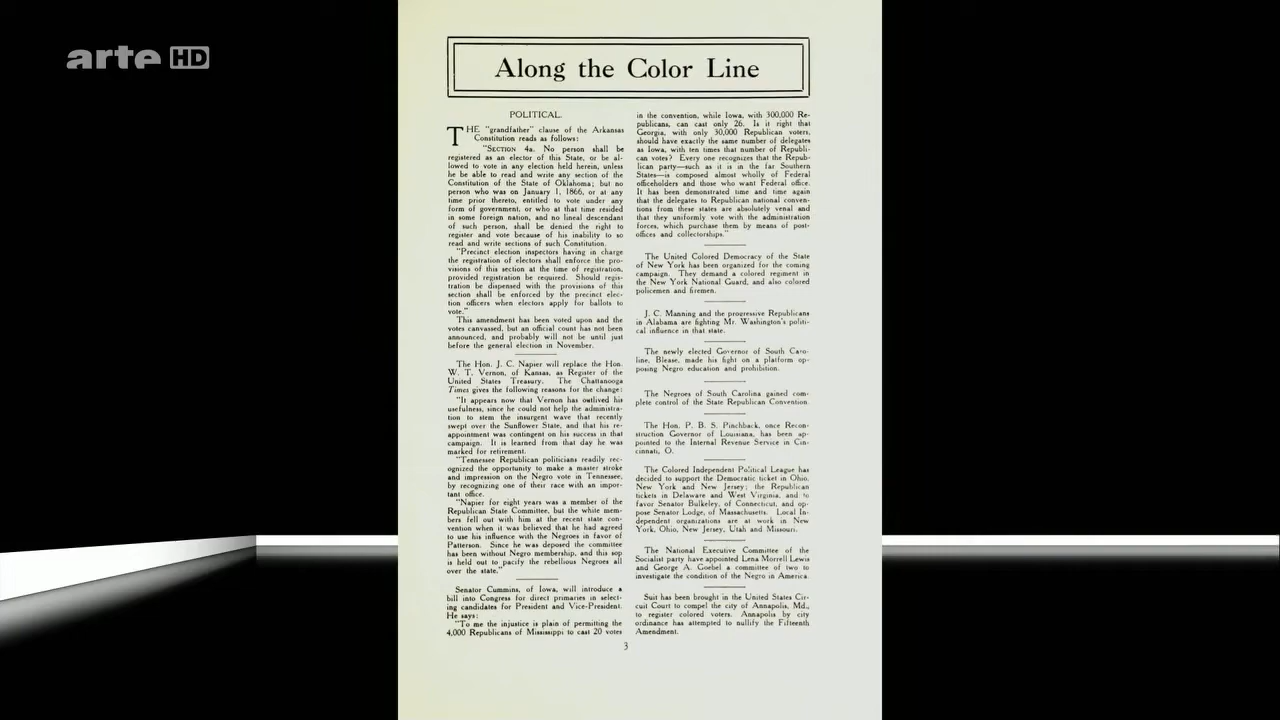 arte HD
Along the Color Line
POLITICAL.
THE "grandfather" clause of the Arkansas
Constitution reads as follows:
"SECTION 4a. No person shall be
registered as an elector of this State, or be al-
lowed to vote in any election held herein, unless
he be able to read and write any section of the
Constitution of the State of Oklahoma; but no
person who was on January 1, 1866, or at any
time prior thereto, entitled to vote under any
form of government, or who at that time resided
in some foreign nation, and no lineal descendant
of such person, shall be denied the right to
register and vote because of his inability to so
read and write sections of such Constitution.
"Precinct election inspectors having in charge
the registration of electors shall enforce the pro-
visions of this section at the time of registration,
provided registration be required. Should regis-
tration be dispensed with the provisions of this
section shall be enforced by the precinct elec-
tion officers when electors apply for ballots to
vote."
This amendment has been voted upon and the
votes canvassed, but an official count has not been
announced, and probably will not be until just
before the general election in November.
The Hon. J. C. Napier will replace the Hon.
W. T. Vernon, of Kansas, as Register of the
United States Treasury. The Chattanooga
Times gives the following reasons for the change:
"It appears now that Vernon has outlived his
usefulness, since he could not help the administra-
tion to stem the insurgent wave that recently
swept over the Sunflower State, and that his re-
appointment was contingent on his success in that
campaign. It is learned from that day he was
marked for retirement.
"Tennessee Republican politicians readily rec-
ognized the opportunity to make a master stroke
and impression on the Negro vote in Tennessee,
by recognizing one of their race with an impor-
tant office.
"Napier for eight years was a member of the
Republican State Committee, but the white mem-
bers fell out with him at the recent state con-
vention when it was believed that he had agreed
to use his influence with the Negroes in favor of
Patterson. Since he was deposed the committee
has been without Negro membership, and this sop
is held out to pacify the rebellious Negroes all
over the state."
Senator Cummins, of Iowa, will introduce a
bill into Congress for direct primaries in select-
ing candidates for President and Vice-President.
He says:
"To me the injustice is plain of permitting the
4,000 Republicans of Mississippi to cast 20 votes
in the convention, while Iowa, with 300,000 Re-
publicans, can cast only 26. Is it right that
Georgia, with only 30,000 Republican voters,
should have exactly the same number of delegates
as Iowa, with ten times that number of Republi-
can votes? Every one recognizes that the Repub-
lican party—such as it is in the far Southern
States—is composed almost wholly of Federal
officeholders and those who want Federal office.
It has been demonstrated time and time again
that the delegates to Republican national conven-
tions from these states are absolutely venal and
that they uniformly vote with the administration
forces, which purchase them by means of post-
offices and collectorships."
The United Colored Democracy of the State
of New York has been organized for the coming
campaign. They demand a colored regiment in
the New York National Guard, and also colored
policemen and firemen.
J. C. Manning and the progressive Republicans
in Alabama are fighting Mr. Washington's politi-
cal influence in that state.
The newly elected Governor of South Caro-
line, Blease, made his fight on a platform op-
posing Negro education and prohibition.
The Negroes of South Carolina gained com-
plete control of the State Republican Convention.
The Hon. P. B. S. Pinchback, once Recon-
struction Governor of Louisiana, has been ap-
pointed to the Internal Revenue Service in Cin-
cinnati, O.
The Colored Independent Political League has
decided to support the Democratic ticket in Ohio,
New York and New Jersey; the Republican
tickets in Delaware and West Virginia, and to
favor Senator Bulkeley, of Connecticut, and op-
pose Senator Lodge, of Massachusetts. Local In-
dependent organizations are at work in New
York, Ohio, New Jersey, Utah and Missouri.
The National Executive Committee of the
Socialist party have appointed Lena Morrell Lewis
and George A. Goebel a committee of two to
investigate the condition of the Negro in America.
Suit has been brought in the United States Cir-
cuit Court to compel the city of Annapolis, Md.,
to register colored voters. Annapolis by city
ordinance has attempted to nullify the Fifteenth
Amendment.
3